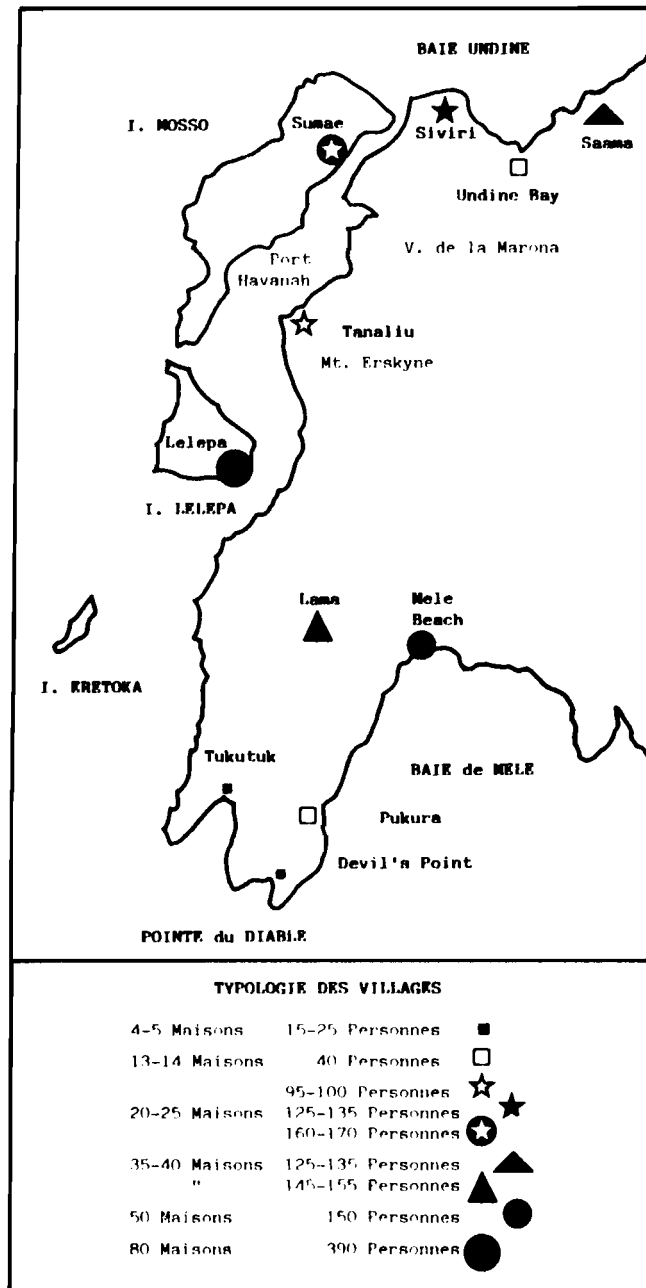 BAIE UNDINE
I. MOSSO
Sumae
Siviri
Saama
Undine Bay
V. de la Marona
Port
Havanah
Tanaliu
Mt. Erskyne
Lelepa
I. LELEPA
Lama
Mele
Beach
I. ERETOKA
Tukutuk
BAIE de MELE
Pukura
Devil's Point
POINTE du DIABLE
TYPOLOGIE DES VILLAGES
4-5 Maisons 15-25 Personnes
13-14 Maisons 40 Personnes
95-100 Personnes
20-25 Maisons 125-135 Personnes
160-170 Personnes
35-40 Maisons 125-135 Personnes
" 145-155 Personnes
50 Maisons 150 Personnes
80 Maisons 390 Personnes